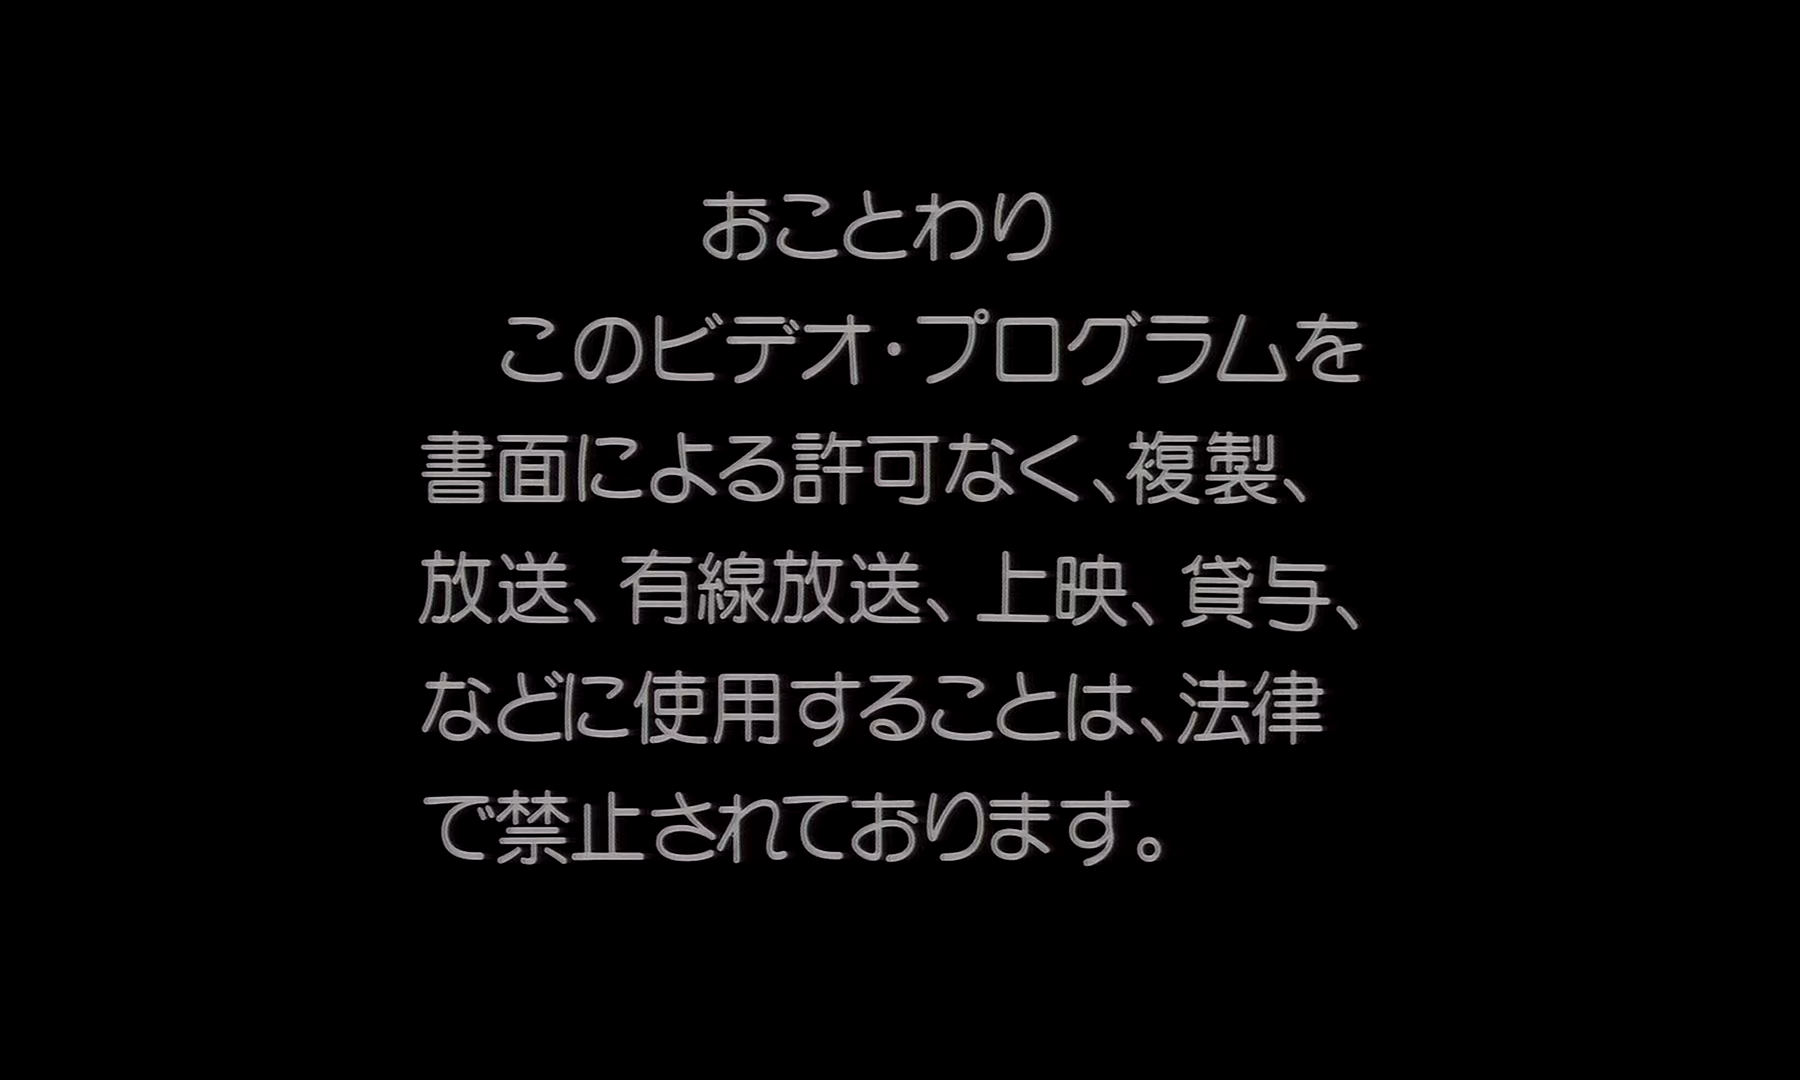 おことわり
このビデオ・プログラムを
書面による許可なく、複製、
放送、有線放送、上映、貸与、
などに使用することは、法律
で禁止されております。